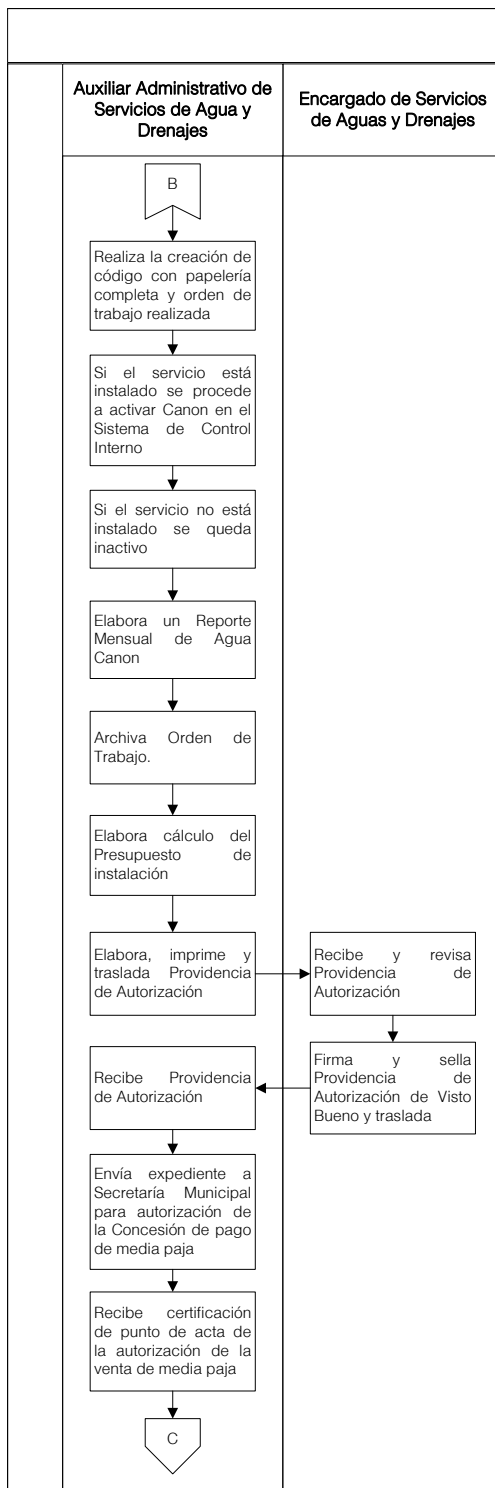 Auxiliar Administrativo de
Servicios de Agua y
Drenajes
Encargado de Servicios
de Aguas y Drenajes
B
Realiza la creación de
código con papelería
completa y orden de
trabajo realizada
Si el servicio está
instalado se procede
a activar Canon en el
Sistema de Control
Interno
Si el servicio no está
instalado se queda
inactivo
Elabora un Reporte
Mensual de Agua
Canon
Archiva Orden de
Trabajo.
Elabora cálculo del
Presupuesto de
instalación
Elabora, imprime y
traslada Providencia
de Autorización
Recibe y revisa
Providencia de
Autorización
Firma y sella
Providencia de
Autorización de Visto
Bueno y traslada
Recibe Providencia
de Autorización
Envía expediente a
Secretaría Municipal
para autorización de
la Concesión de pago
de media paja
Recibe certificación
de punto de acta de
la autorización de la
venta de media paja
C